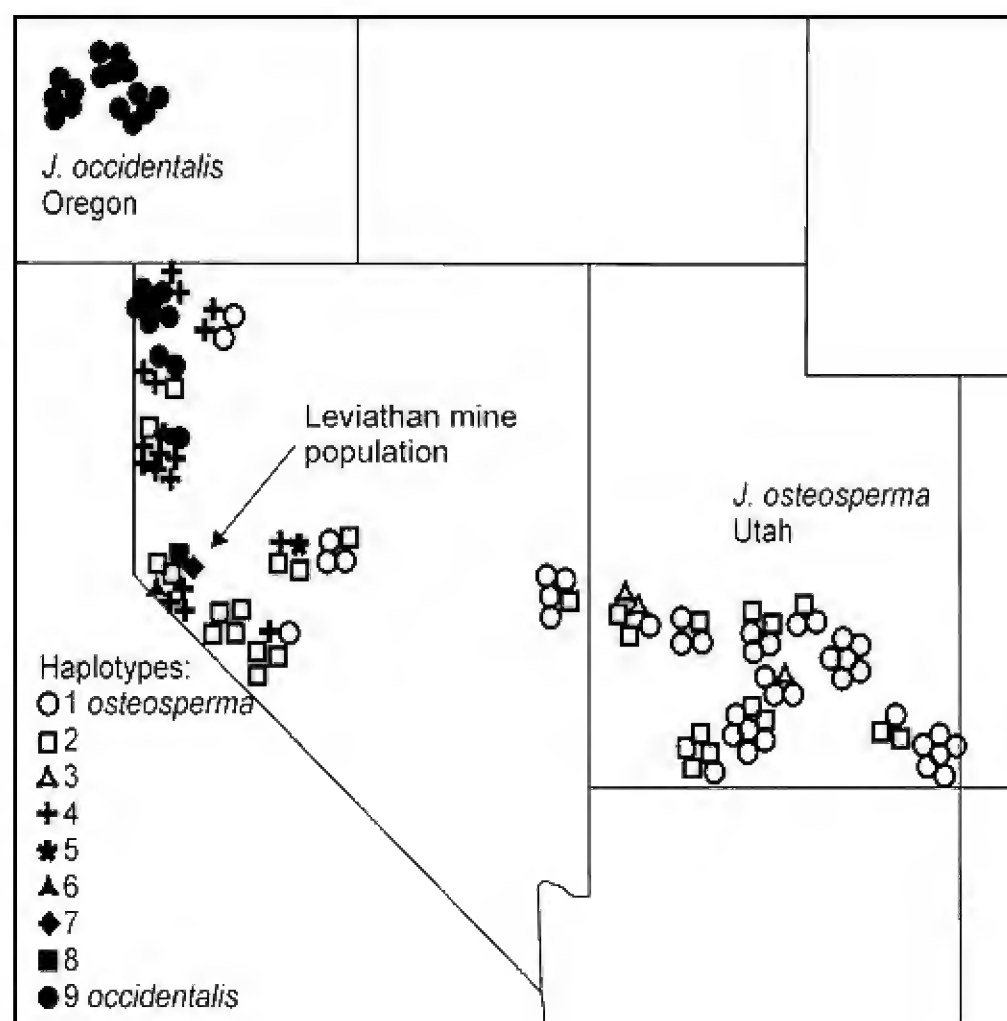 J. occidentalis
Oregon
Leviathan mine
population
J. osteosperma
Utah
Haplotypes:
1 osteosperma
2
3
4
5
6
7
8
9 occidentalis